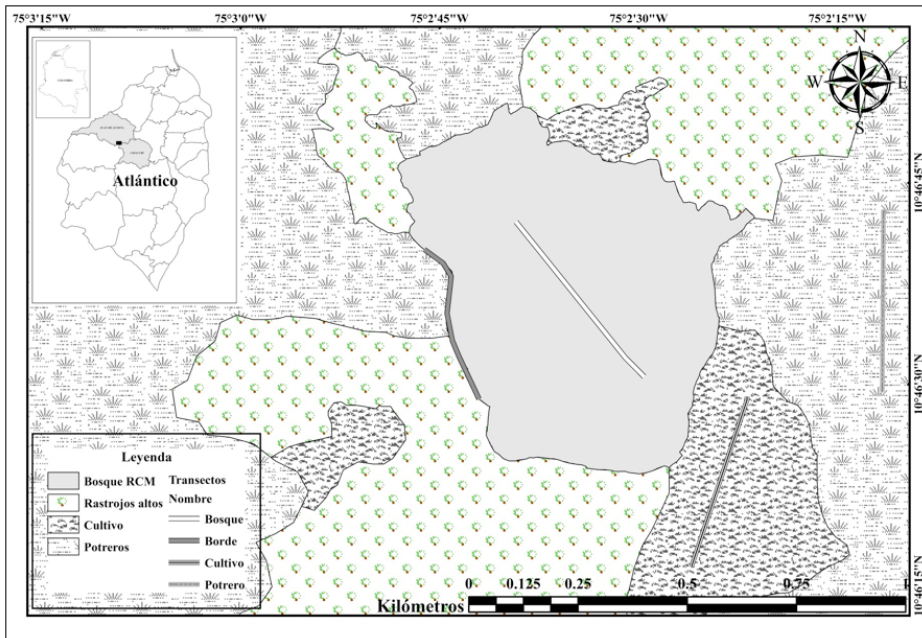 75°3'15"W
75°3'0"W
75°2'45"W
75°2'30"W
75°2'15"W
N
W E
S
Atlántico
10°46'45"N
10°46'30"N
10°46'15"N
Leyenda
Bosque RCM
Rastrojos altos
Cultivo
Potreros
Transectos
Nombre
Bosque
Borde
Cultivo
Potrero
0 0.125 0.25 0.5 0.75
Kilómetros